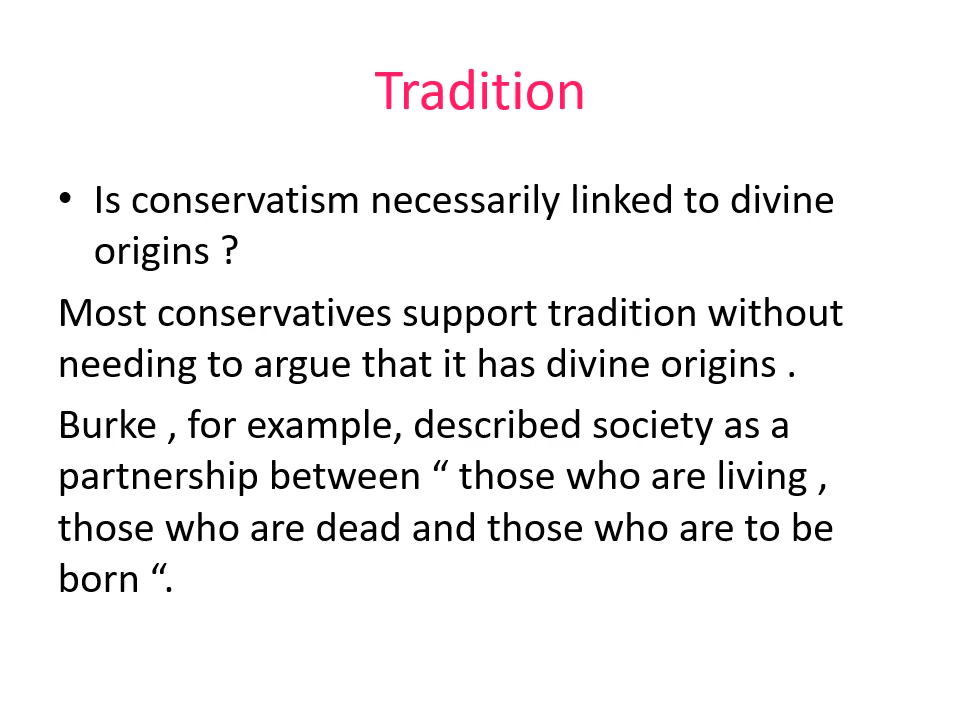 Tradition
• Is conservatism necessarily linked to divine
origins ?
Most conservatives support tradition without
needing to argue that it has divine origins .
Burke , for example, described society as a
partnership between “ those who are living ,
those who are dead and those who are to be
born “.